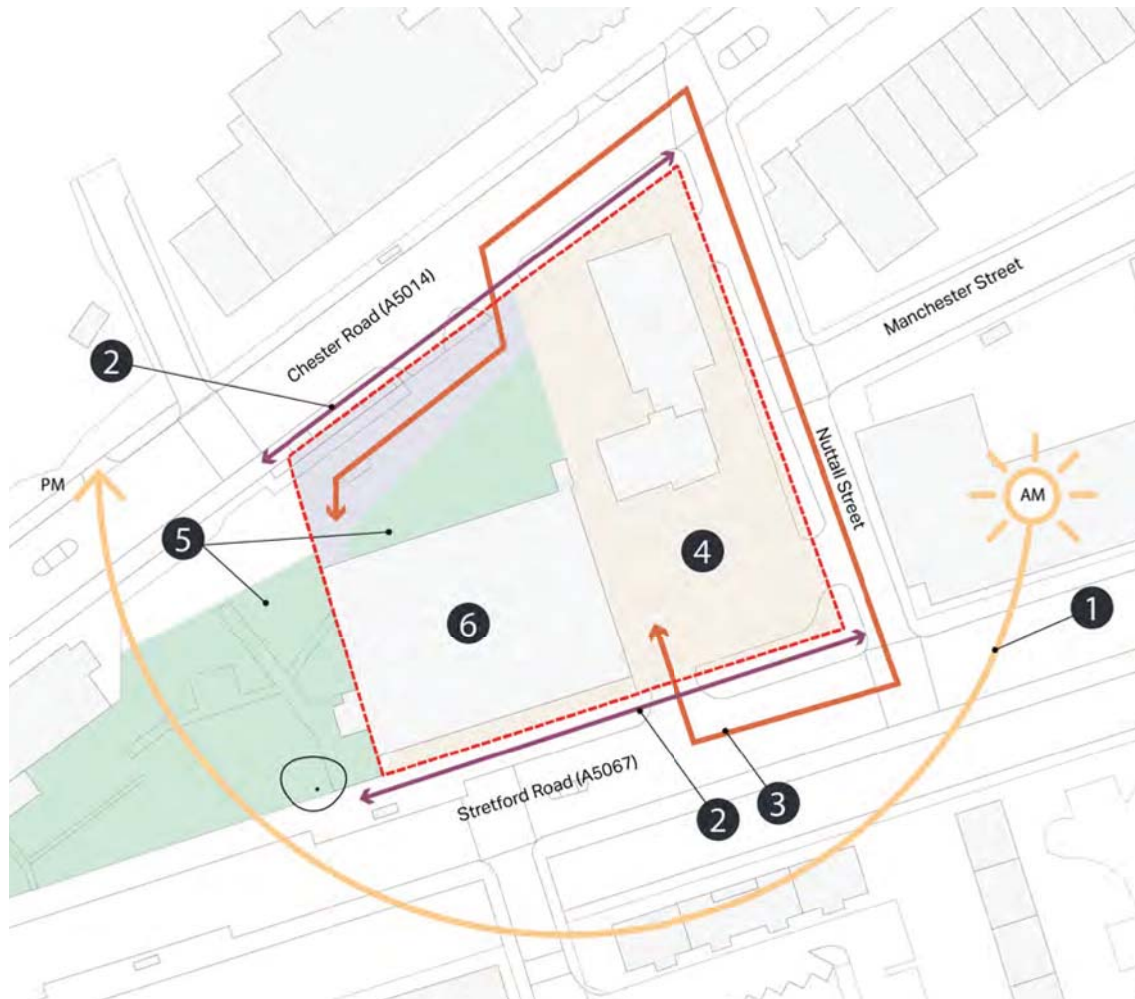 Chester Road (A5014)
2
Manchester Street
PM
Nuttall Street
AM
5
4
1
6
Stretford Road (A5067)
2
3